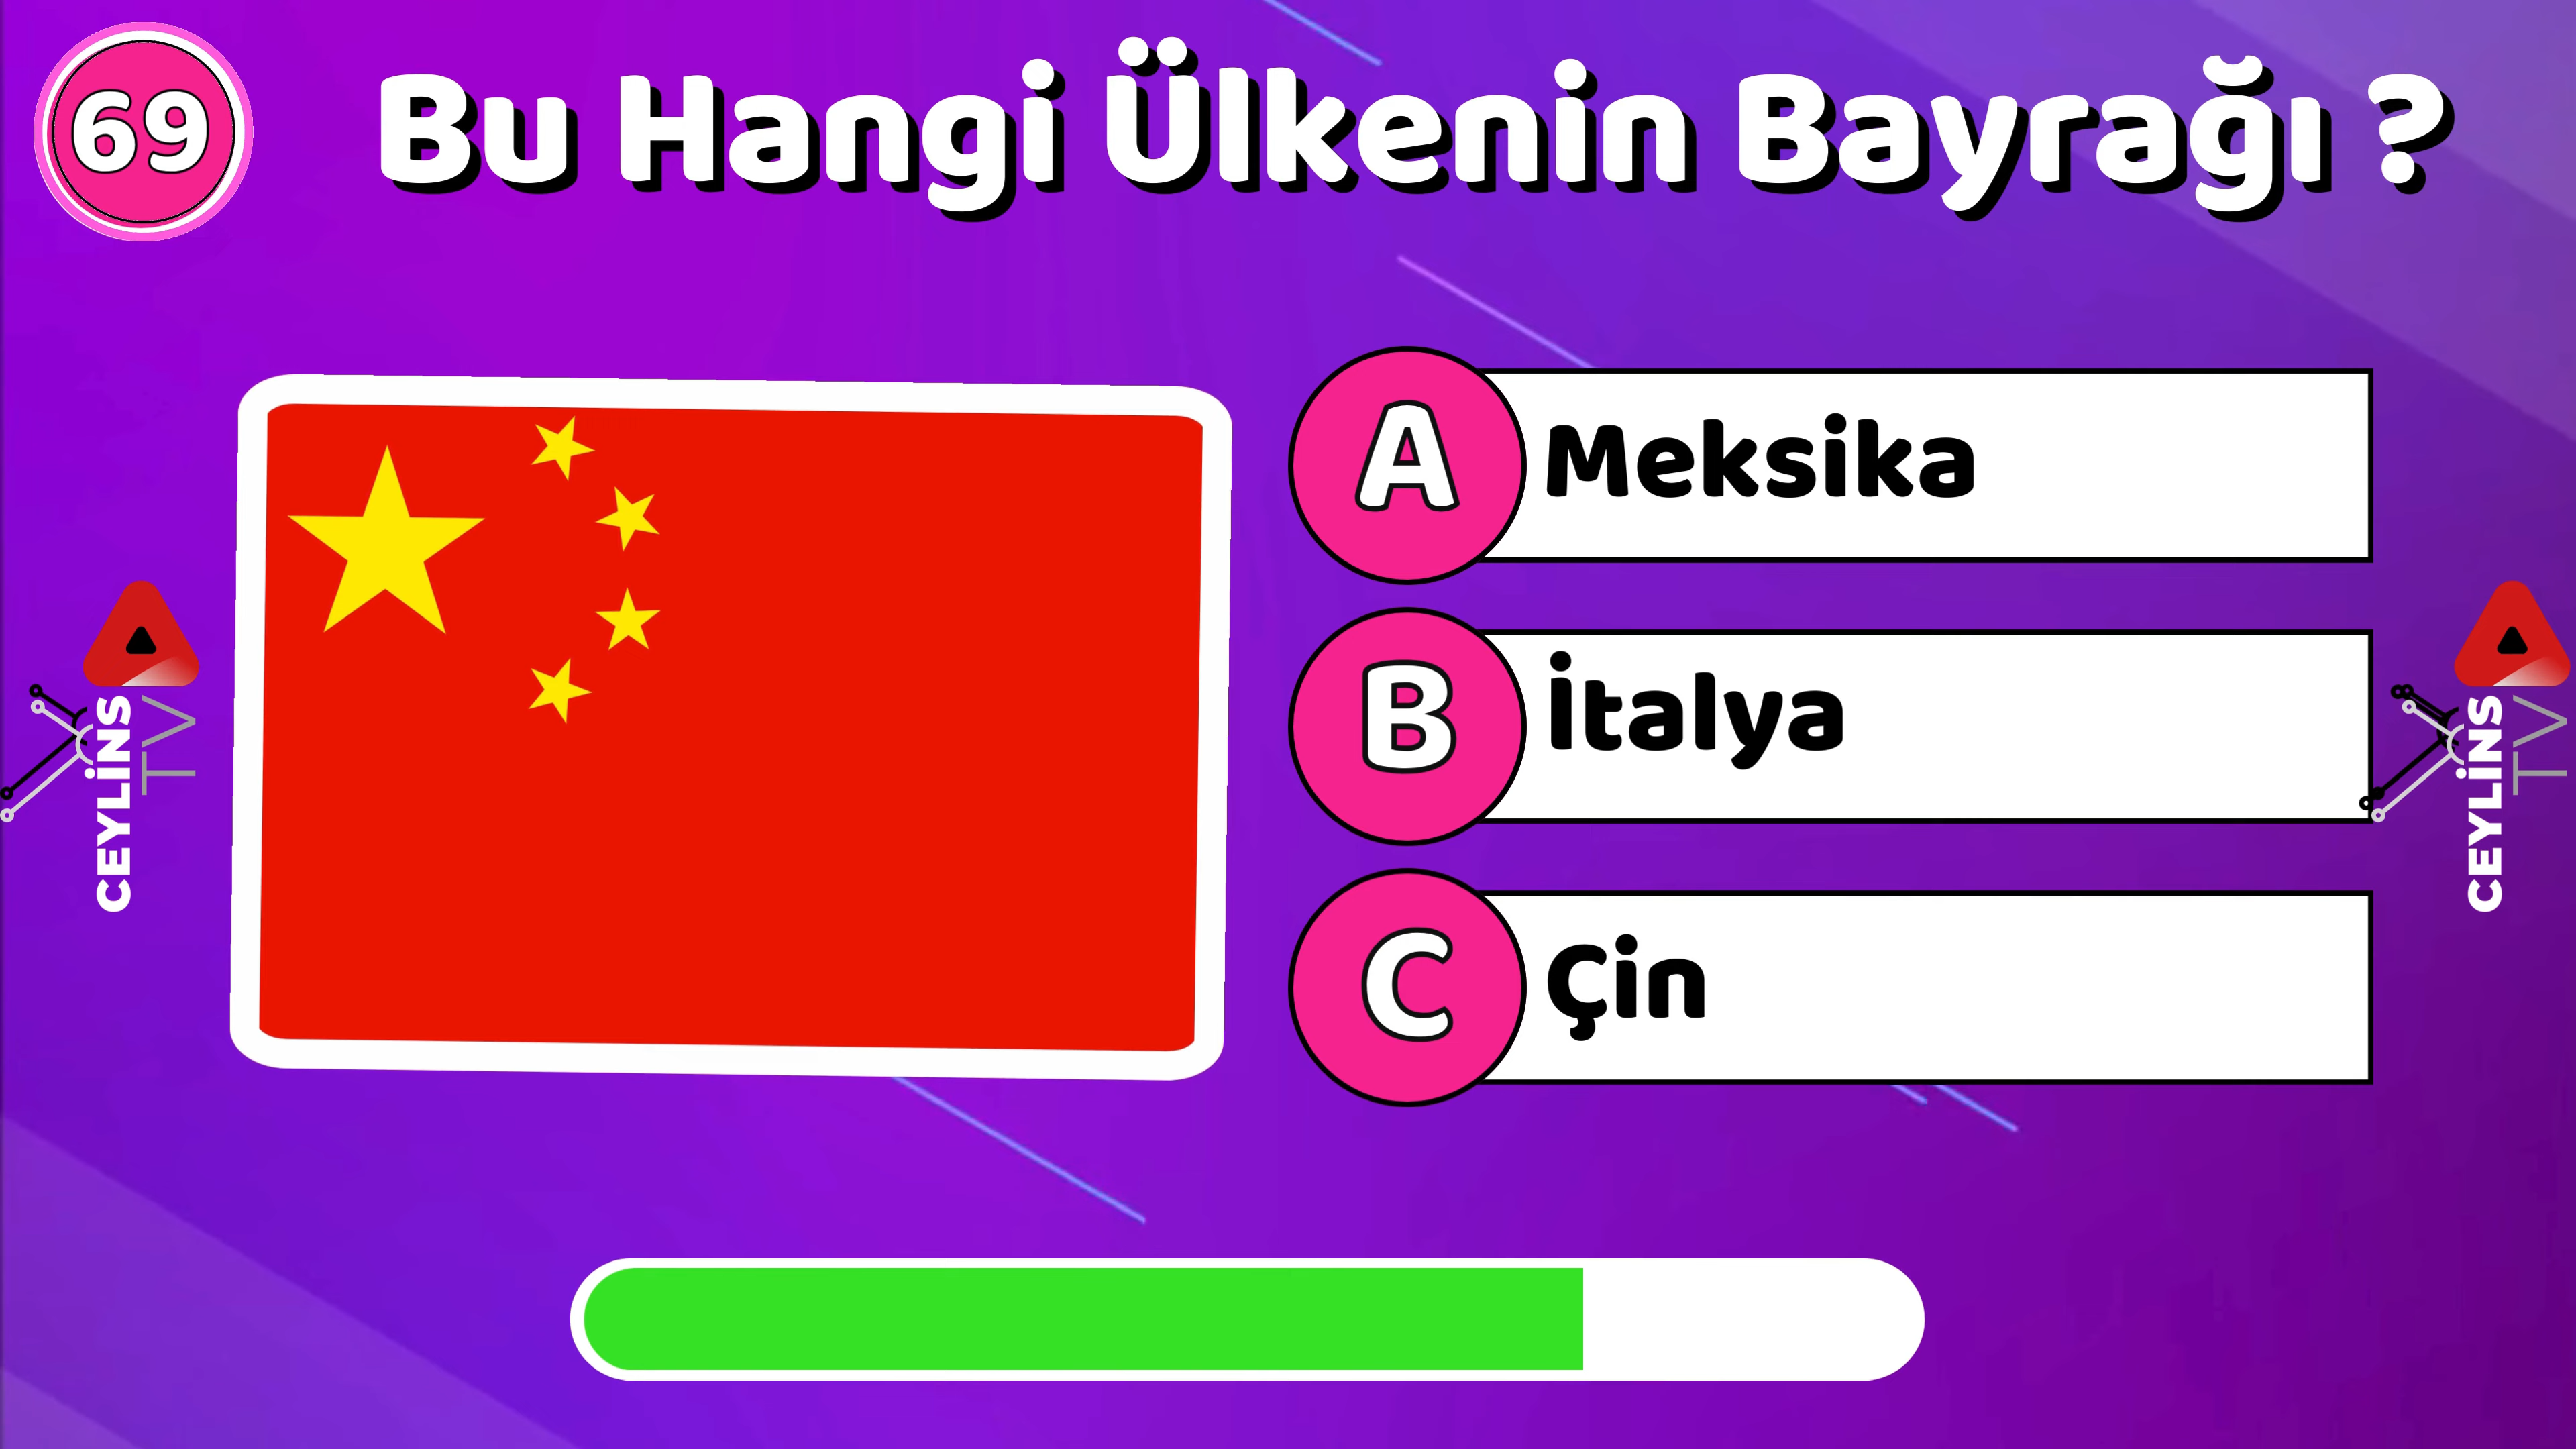 69
Bu Hangi Ülkenin Bayrağı ?
A Meksika
B İtalya
C Çin
CEYLİNS
TV
CEYLİNS
TV